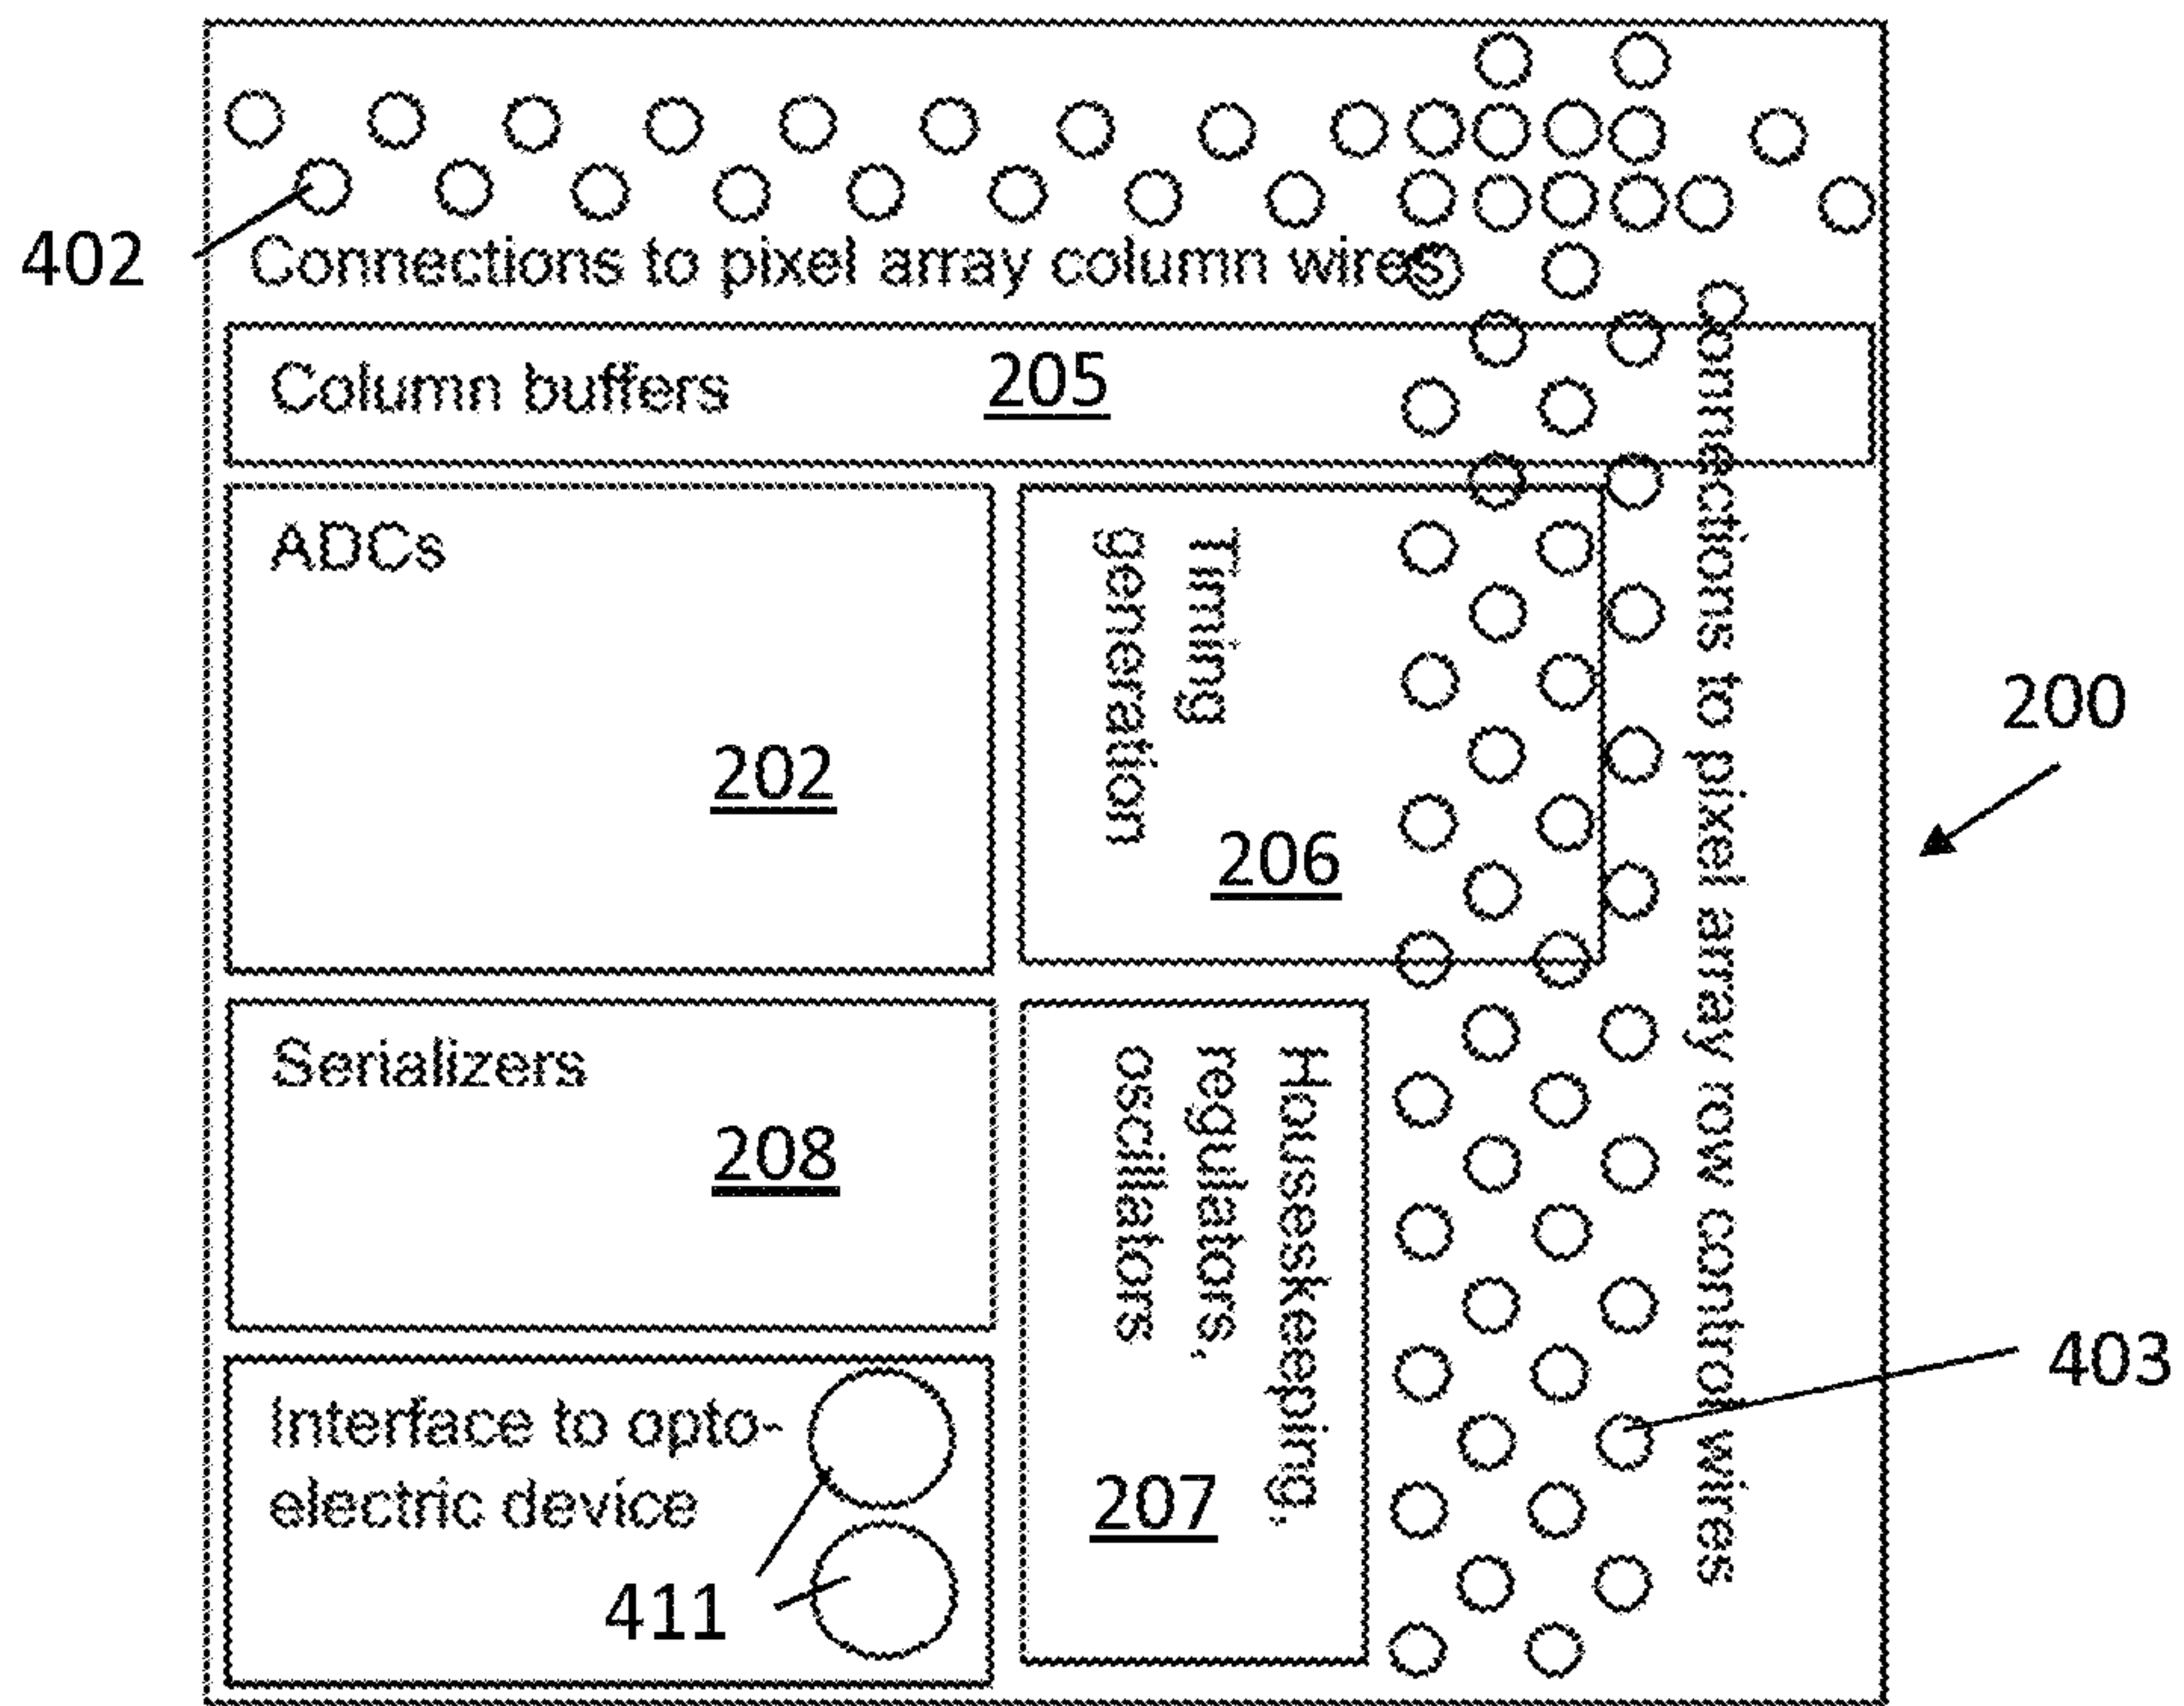 402
Connections to pixel array column wires
Column buffers
205
ADCs
202
Timing
generation
206
Connections to pixel array row control wires
200
Serializers
208
Houseskeeping,
regulators,
oscillators
207
403
Interface to opto-
electric device
411